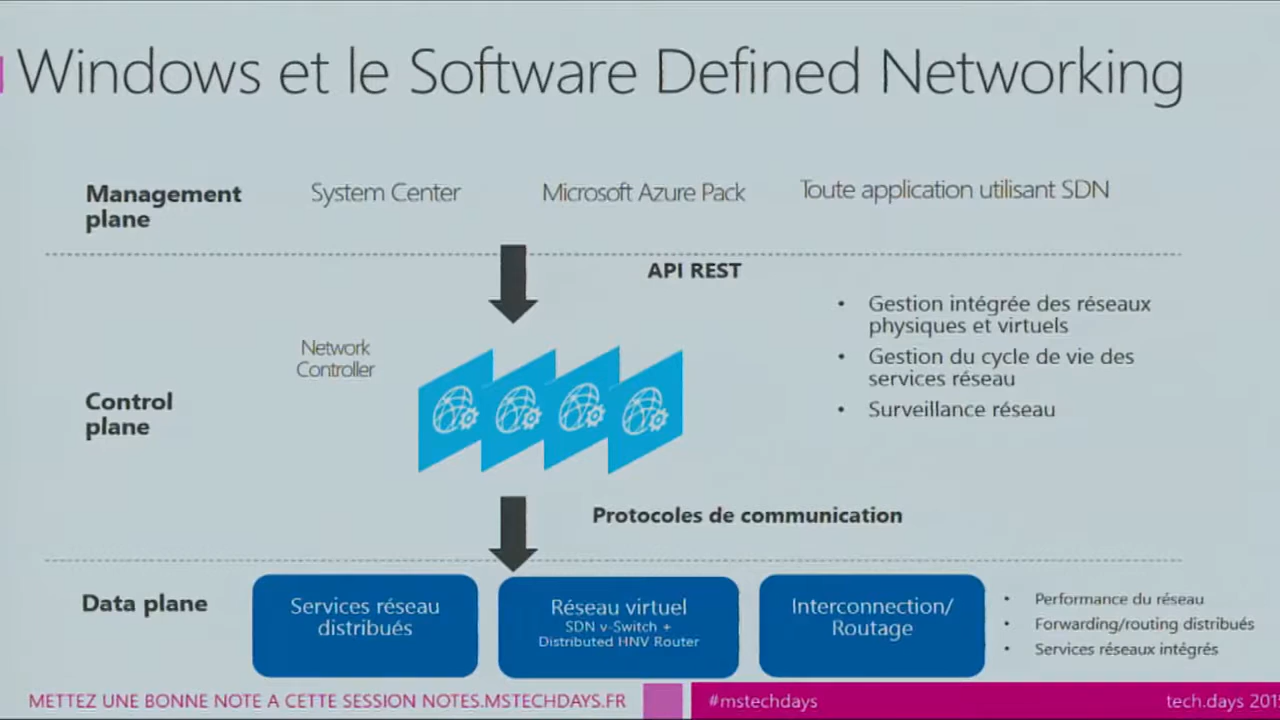 Windows et le Software Defined Networking
Management
plane
System Center
Microsoft Azure Pack
Toute application utilisant SDN
API REST
• Gestion intégrée des réseaux
physiques et virtuels
• Gestion du cycle de vie des
services réseau
• Surveillance réseau
Network
Controller
Control
plane
Protocoles de communication
Data plane
Services réseau
distribués
Réseau virtuel
SDN v-Switch +
Distributed HNV Router
Interconnection/
Routage
• Performance du réseau
• Forwarding/routing distribués
• Services réseaux intégrés
METTEZ UNE BONNE NOTE A CETTE SESSION NOTES.MSTECHDAYS.FR
#mstechdays
tech.days 2015